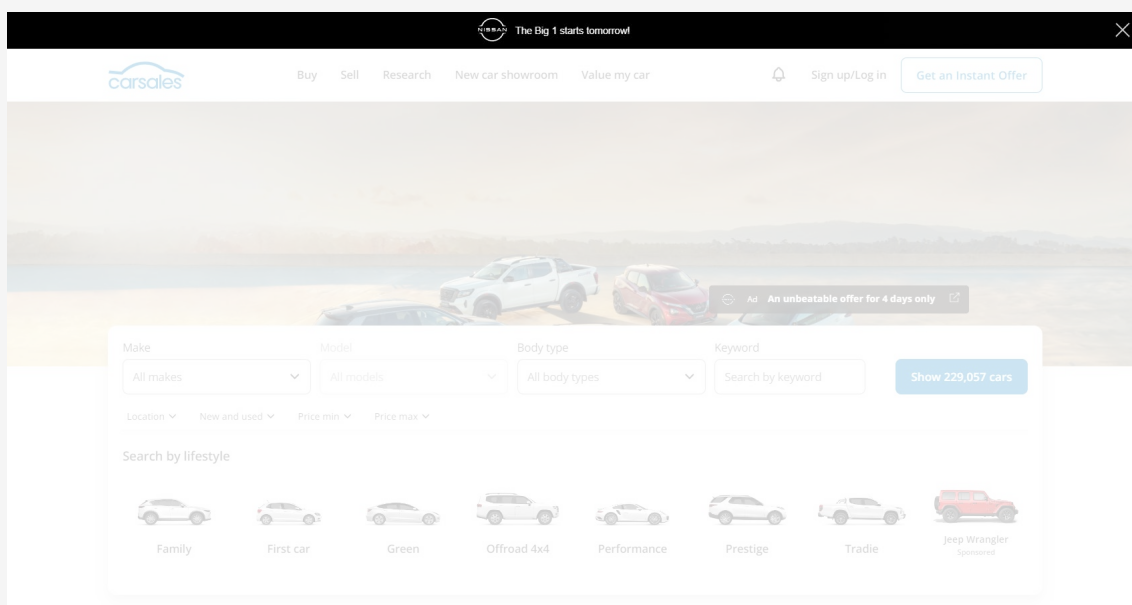 NISSAN The Big 1 starts tomorrow!
carsales Buy Sell Research New car showroom Value my car Sign up/Log in Get an Instant Offer
Ad An unbeatable offer for 4 days only
Make Model Body type Keyword
All makes All models All body types Search by keyword Show 229,057 cars
Location New and used Price min Price max
Search by lifestyle
Family First car Green Offroad 4x4 Performance Prestige Tradie Jeep Wrangler
Sponsored